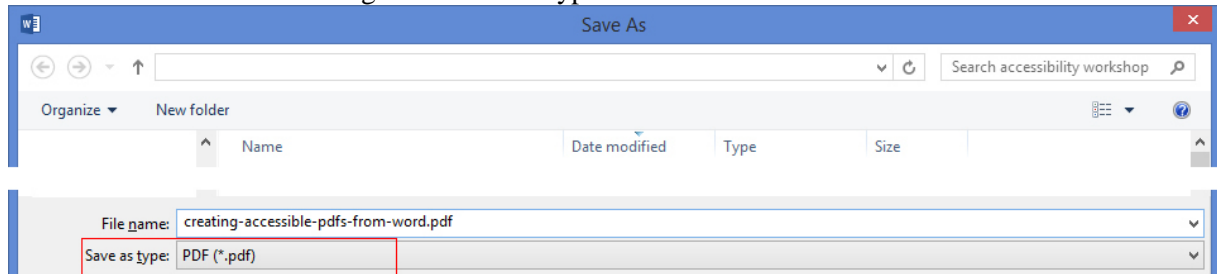 Save As
Search accessibility workshop
Organize New folder
Name Date modified Type Size
File name: creating-accessible-pdfs-from-word.pdf
Save as type: PDF (*.pdf)